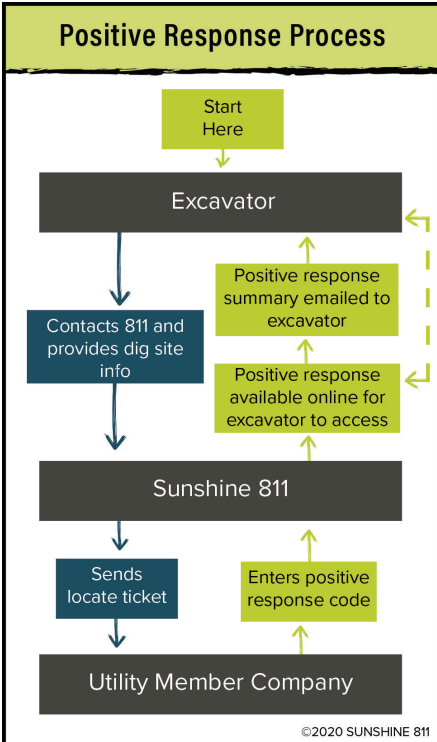 Positive Response Process
Start
Here
Excavator
Contacts 811 and
provides dig site
info
Positive response
summary emailed to
excavator
Positive response
available online for
excavator to access
Sunshine 811
Sends
locate ticket
Enters positive
response code
Utility Member Company
©2020 SUNSHINE 811